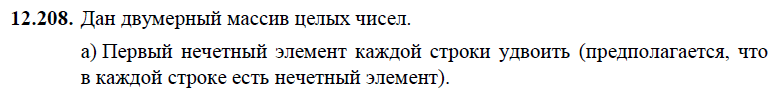 12.208. Дан двумерный массив целых чисел.
а) Первый нечетный элемент каждой строки удвоить (предполагается, что
в каждой строке есть нечетный элемент).